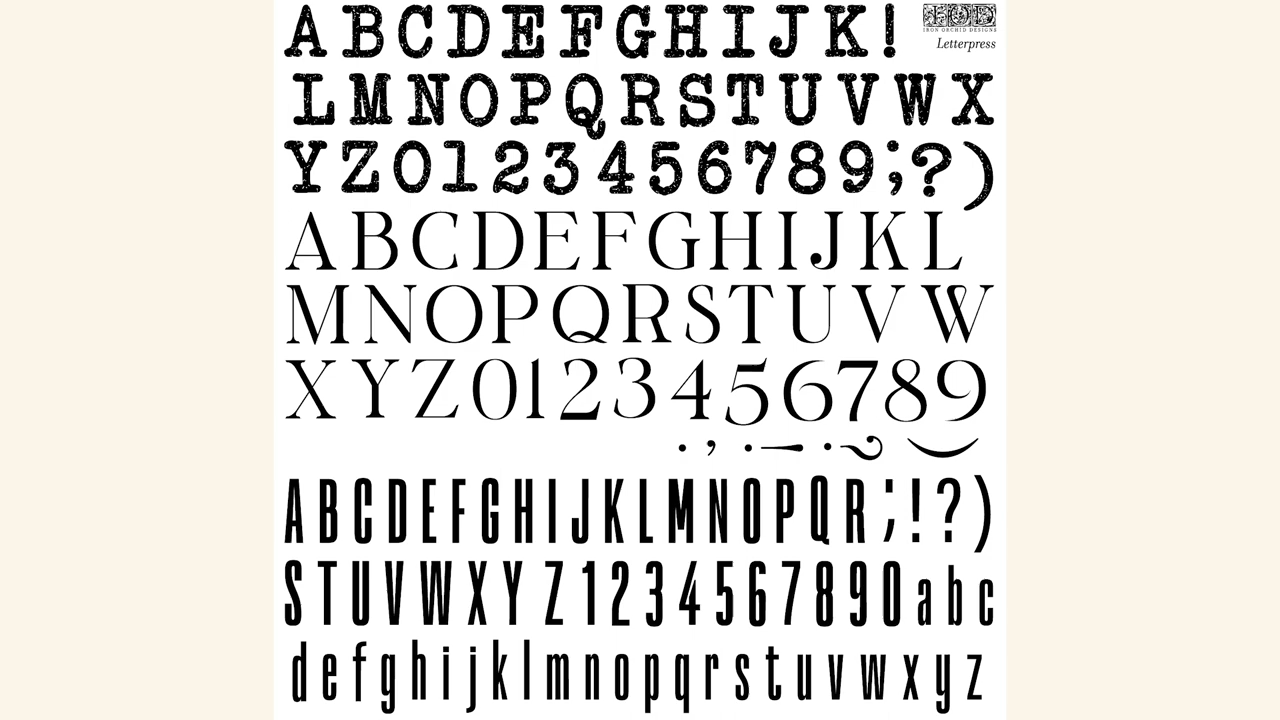 ABCDEFGHIJK!
IOD
IRON ORCHID DESIGNS
Letterpress
LMNOPQRSTUVWX
YZ0123456789;?)
ABCDEFGHIJKL
MNOPQRSTUVW
XYZ0123456789
ABCDEFGHIJKLMNOPQR;!?)
STUVWXYZ1234567890abc
defghijklmnopqrstuvwxyz